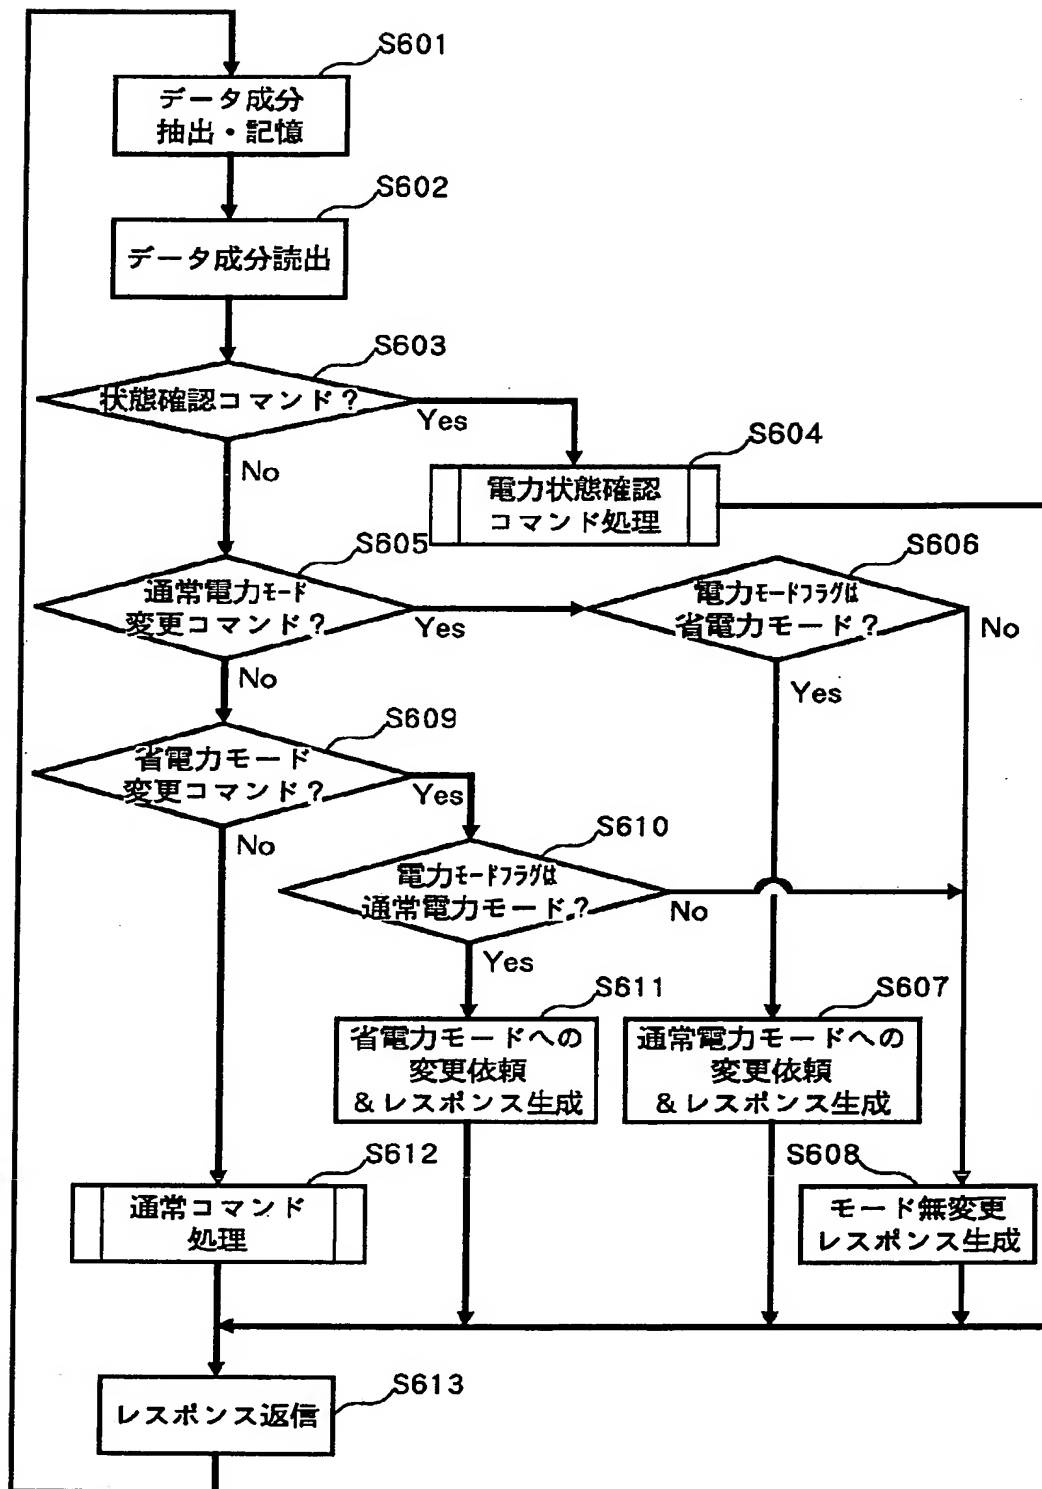 S601
データ成分
抽出・記憶
S602
データ成分読出
S603
状態確認コマンド？
Yes
No
S604
電力状態確認
コマンド処理
S605
通常電力モード
変更コマンド？
Yes
No
S606
電力モードフラグは
省電力モード？
No
Yes
S609
省電力モード
変更コマンド？
Yes
No
S610
電力モードフラグは
通常電力モード？
No
Yes
S611
省電力モードへの
変更依頼
＆レスポンス生成
S607
通常電力モードへの
変更依頼
＆レスポンス生成
S612
通常コマンド
処理
S608
モード無変更
レスポンス生成
S613
レスポンス返信